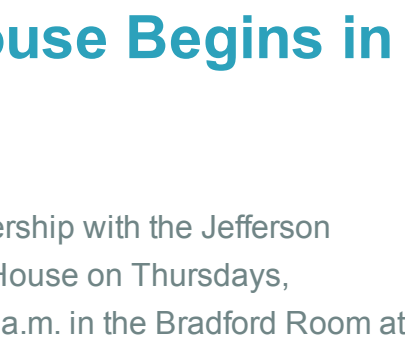 ouse Begins in
ership with the Jefferson
House on Thursdays,
a.m. in the Bradford Room at